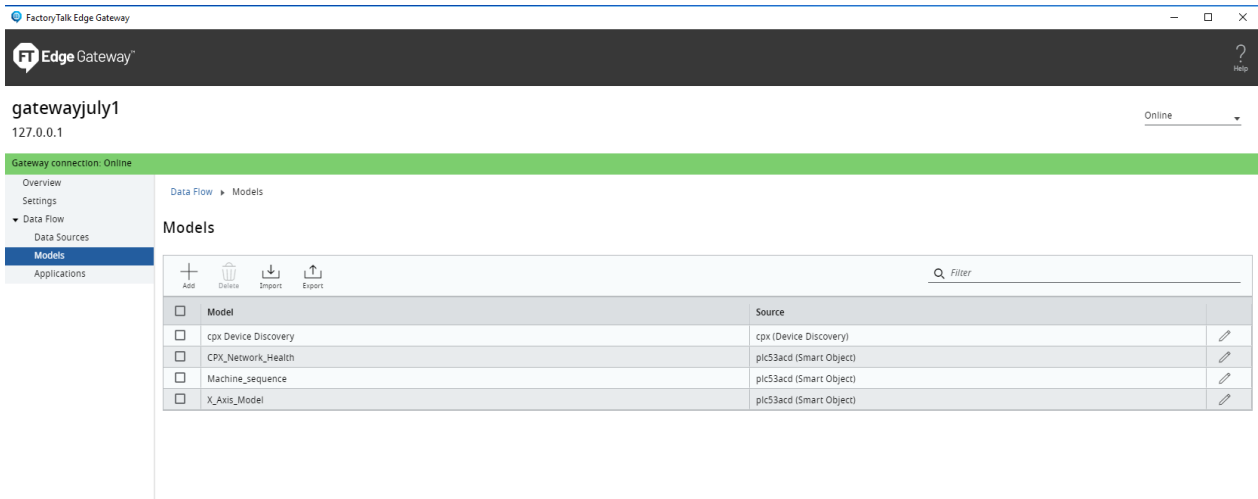 FactoryTalk Edge Gateway
FT Edge Gateway™
? Help
gatewayjuly1
Online
127.0.0.1
Gateway connection: Online
Overview
Settings
Data Flow
Data Sources
Models
Applications
Data Flow ▸ Models
Models
Add Delete Import Export
Filter
Model Source
cpx Device Discovery cpx (Device Discovery)
CPX_Network_Health plc53acd (Smart Object)
Machine_sequence plc53acd (Smart Object)
X_Axis_Model plc53acd (Smart Object)